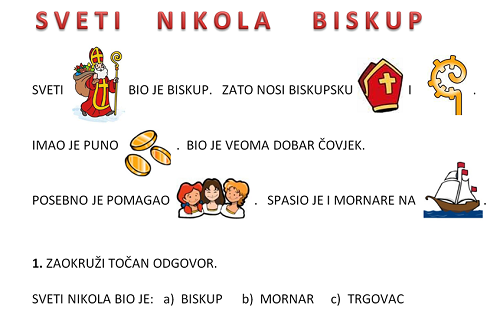 SVETI NIKOLA BISKUP
SVETI BIO JE BISKUP. ZATO NOSI BISKUPSKU I .
IMAO JE PUNO . BIO JE VEOMA DOBAR ČOVJEK.
POSEBNO JE POMAGAO . SPASIO JE I MORNARE NA .
1. ZAOKRUŽI TOČAN ODGOVOR.
SVETI NIKOLA BIO JE: a) BISKUP b) MORNAR c) TRGOVAC